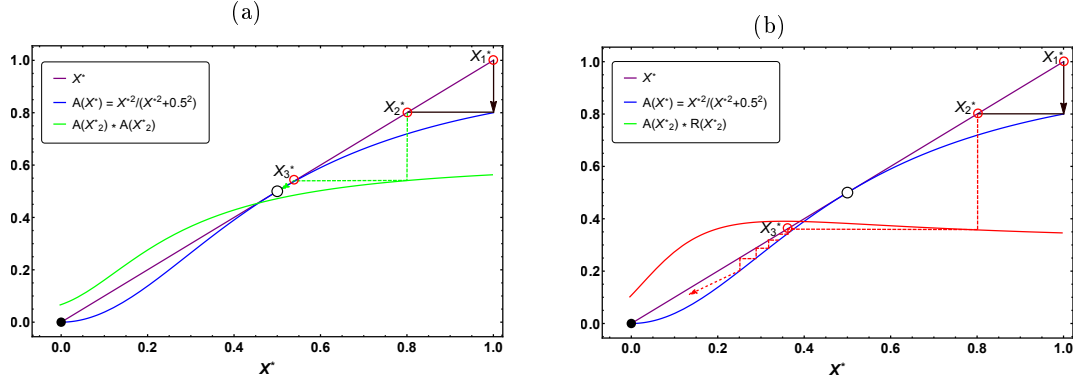 (a)
X₁*
X*
A(X*) = X*²/(X*²+0.5²)
A(X*₂) * A(X*₂)
X₂*
X₃*
1.0
0.8
0.6
0.4
0.2
0.0
0.0 0.2 0.4 0.6 0.8 1.0
X*
(b)
X₁*
X*
A(X*) = X*²/(X*²+0.5²)
A(X*₂) * R(X*₂)
X₂*
X₃*
1.0
0.8
0.6
0.4
0.2
0.0
0.0 0.2 0.4 0.6 0.8 1.0
X*